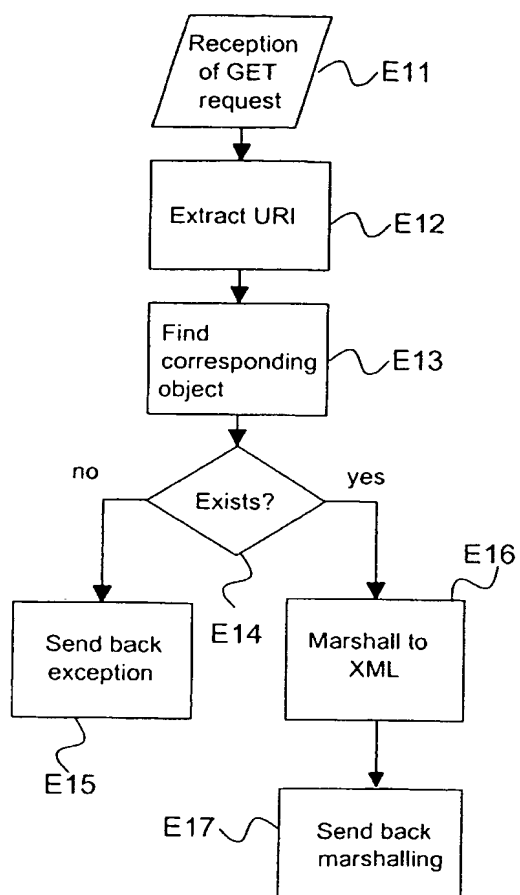 Reception
of GET
request
E11
Extract URI
E12
Find
corresponding
object
E13
no
yes
Exists?
E14
E16
Send back
exception
E15
Marshall to
XML
E17
Send back
marshalling